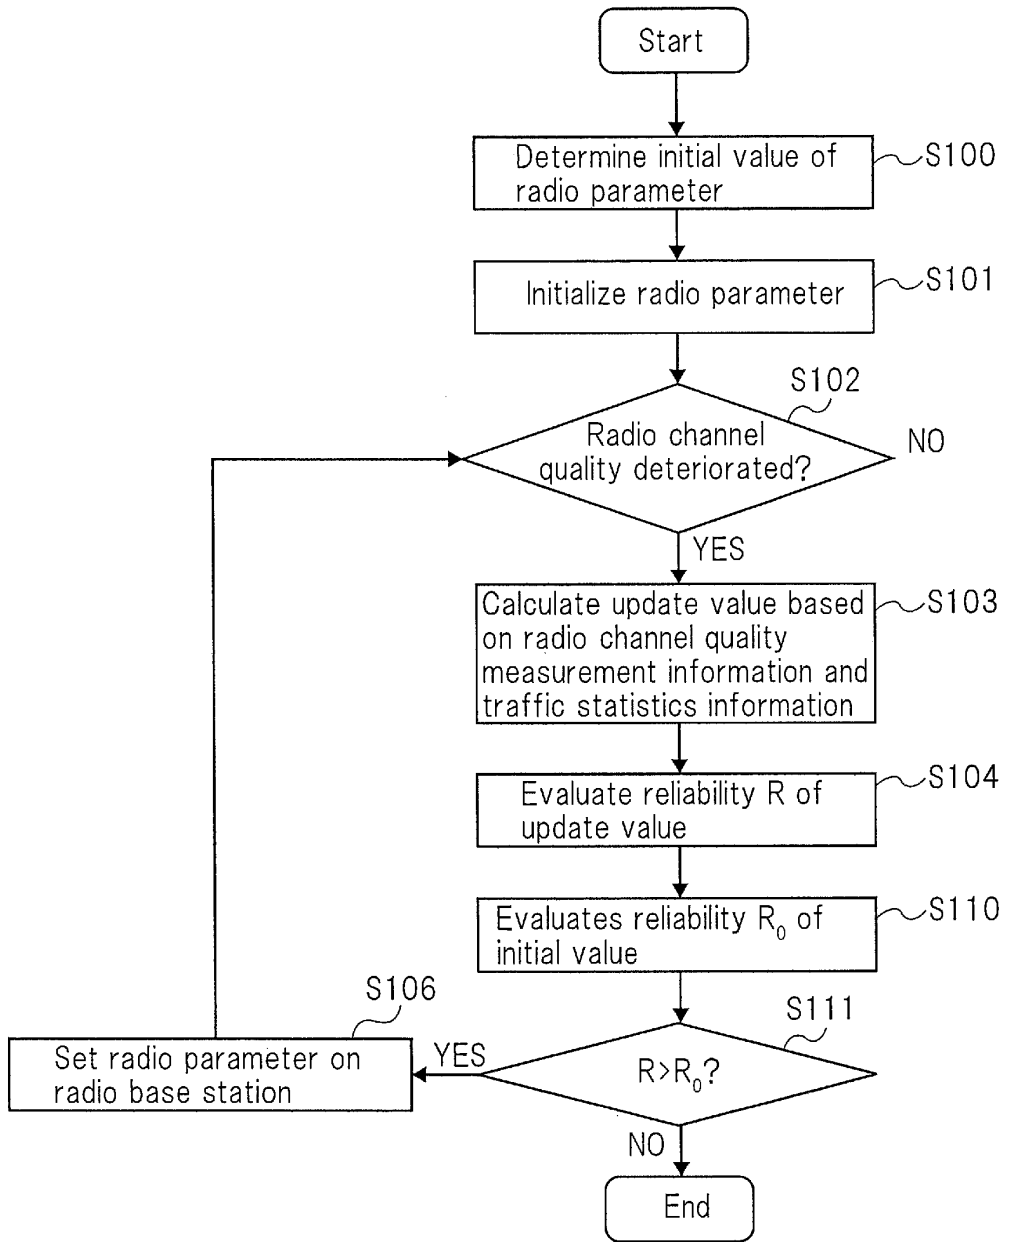 Start
Determine initial value of
radio parameter
S100
Initialize radio parameter
S101
S102
Radio channel
quality deteriorated?
NO
YES
Calculate update value based
on radio channel quality
measurement information and
traffic statistics information
S103
Evaluate reliability R of
update value
S104
Evaluates reliability R₀ of
initial value
S110
S111
R>R₀?
YES
S106
Set radio parameter on
radio base station
NO
End